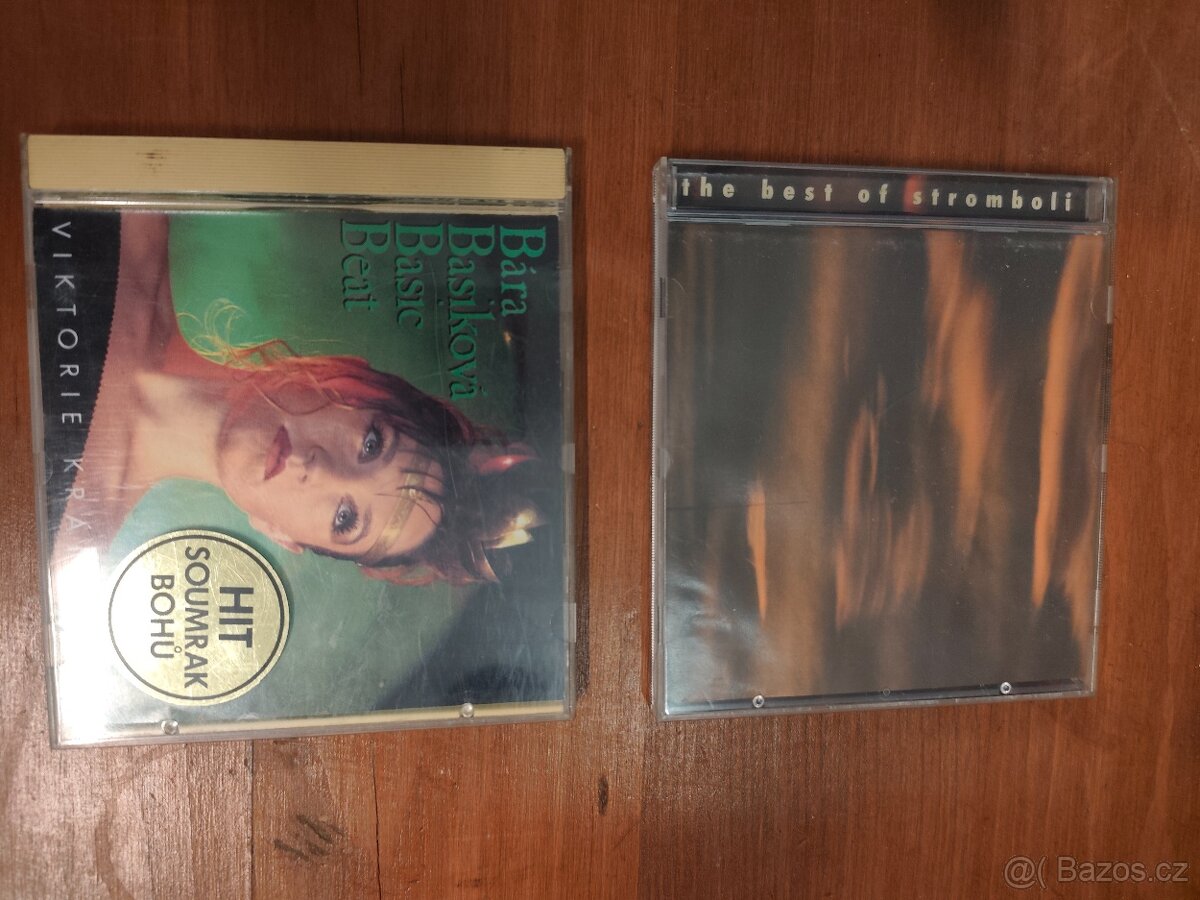 Bára
Basiková
Basic
Beat
VIKTORIE KRÁ
HIT
SOUMRAK
BOHŮ
the best of stromboli
@( Bazos.cz